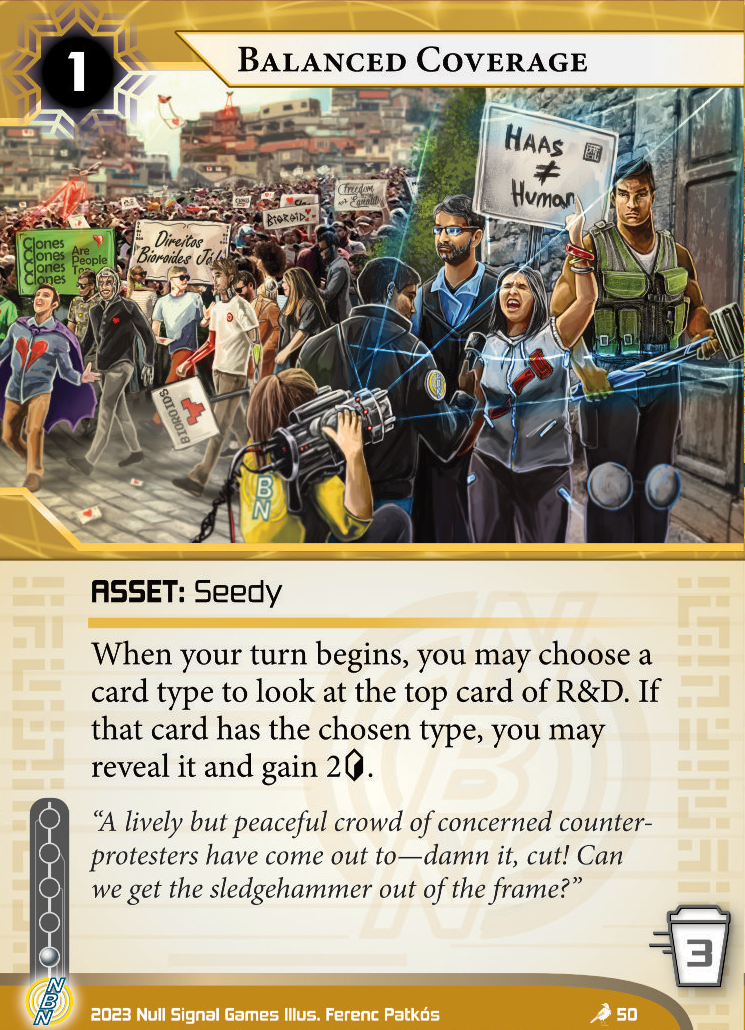 1
Balanced Coverage
Haas
≠
Human
Freedom
Equality
Bioroid
Clones
Clones
Clones
Clones
Are
People
Too
Direitos
Bioroides Já!
BIOROIDS
BN
ASSET: Seedy
When your turn begins, you may choose a
card type to look at the top card of R&D. If
that card has the chosen type, you may
reveal it and gain 2.
“A lively but peaceful crowd of concerned counter-
protesters have come out to—damn it, cut! Can
we get the sledgehammer out of the frame?”
3
NBN
2023 Null Signal Games Illus. Ferenc Patkós
50